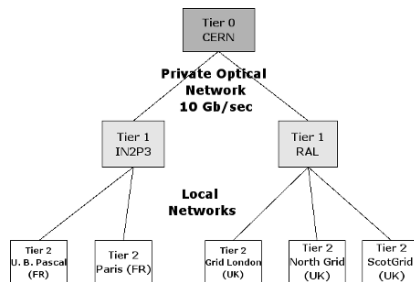 Tier 0
CERN
Private Optical
Network
10 Gb/sec
Tier 1
IN2P3
Tier 1
RAL
Local
Networks
Tier 2
U. B. Pascal
(FR)
Tier 2
Paris (FR)
Tier 2
Grid London
(UK)
Tier 2
North Grid
(UK)
Tier 2
ScotGrid
(UK)